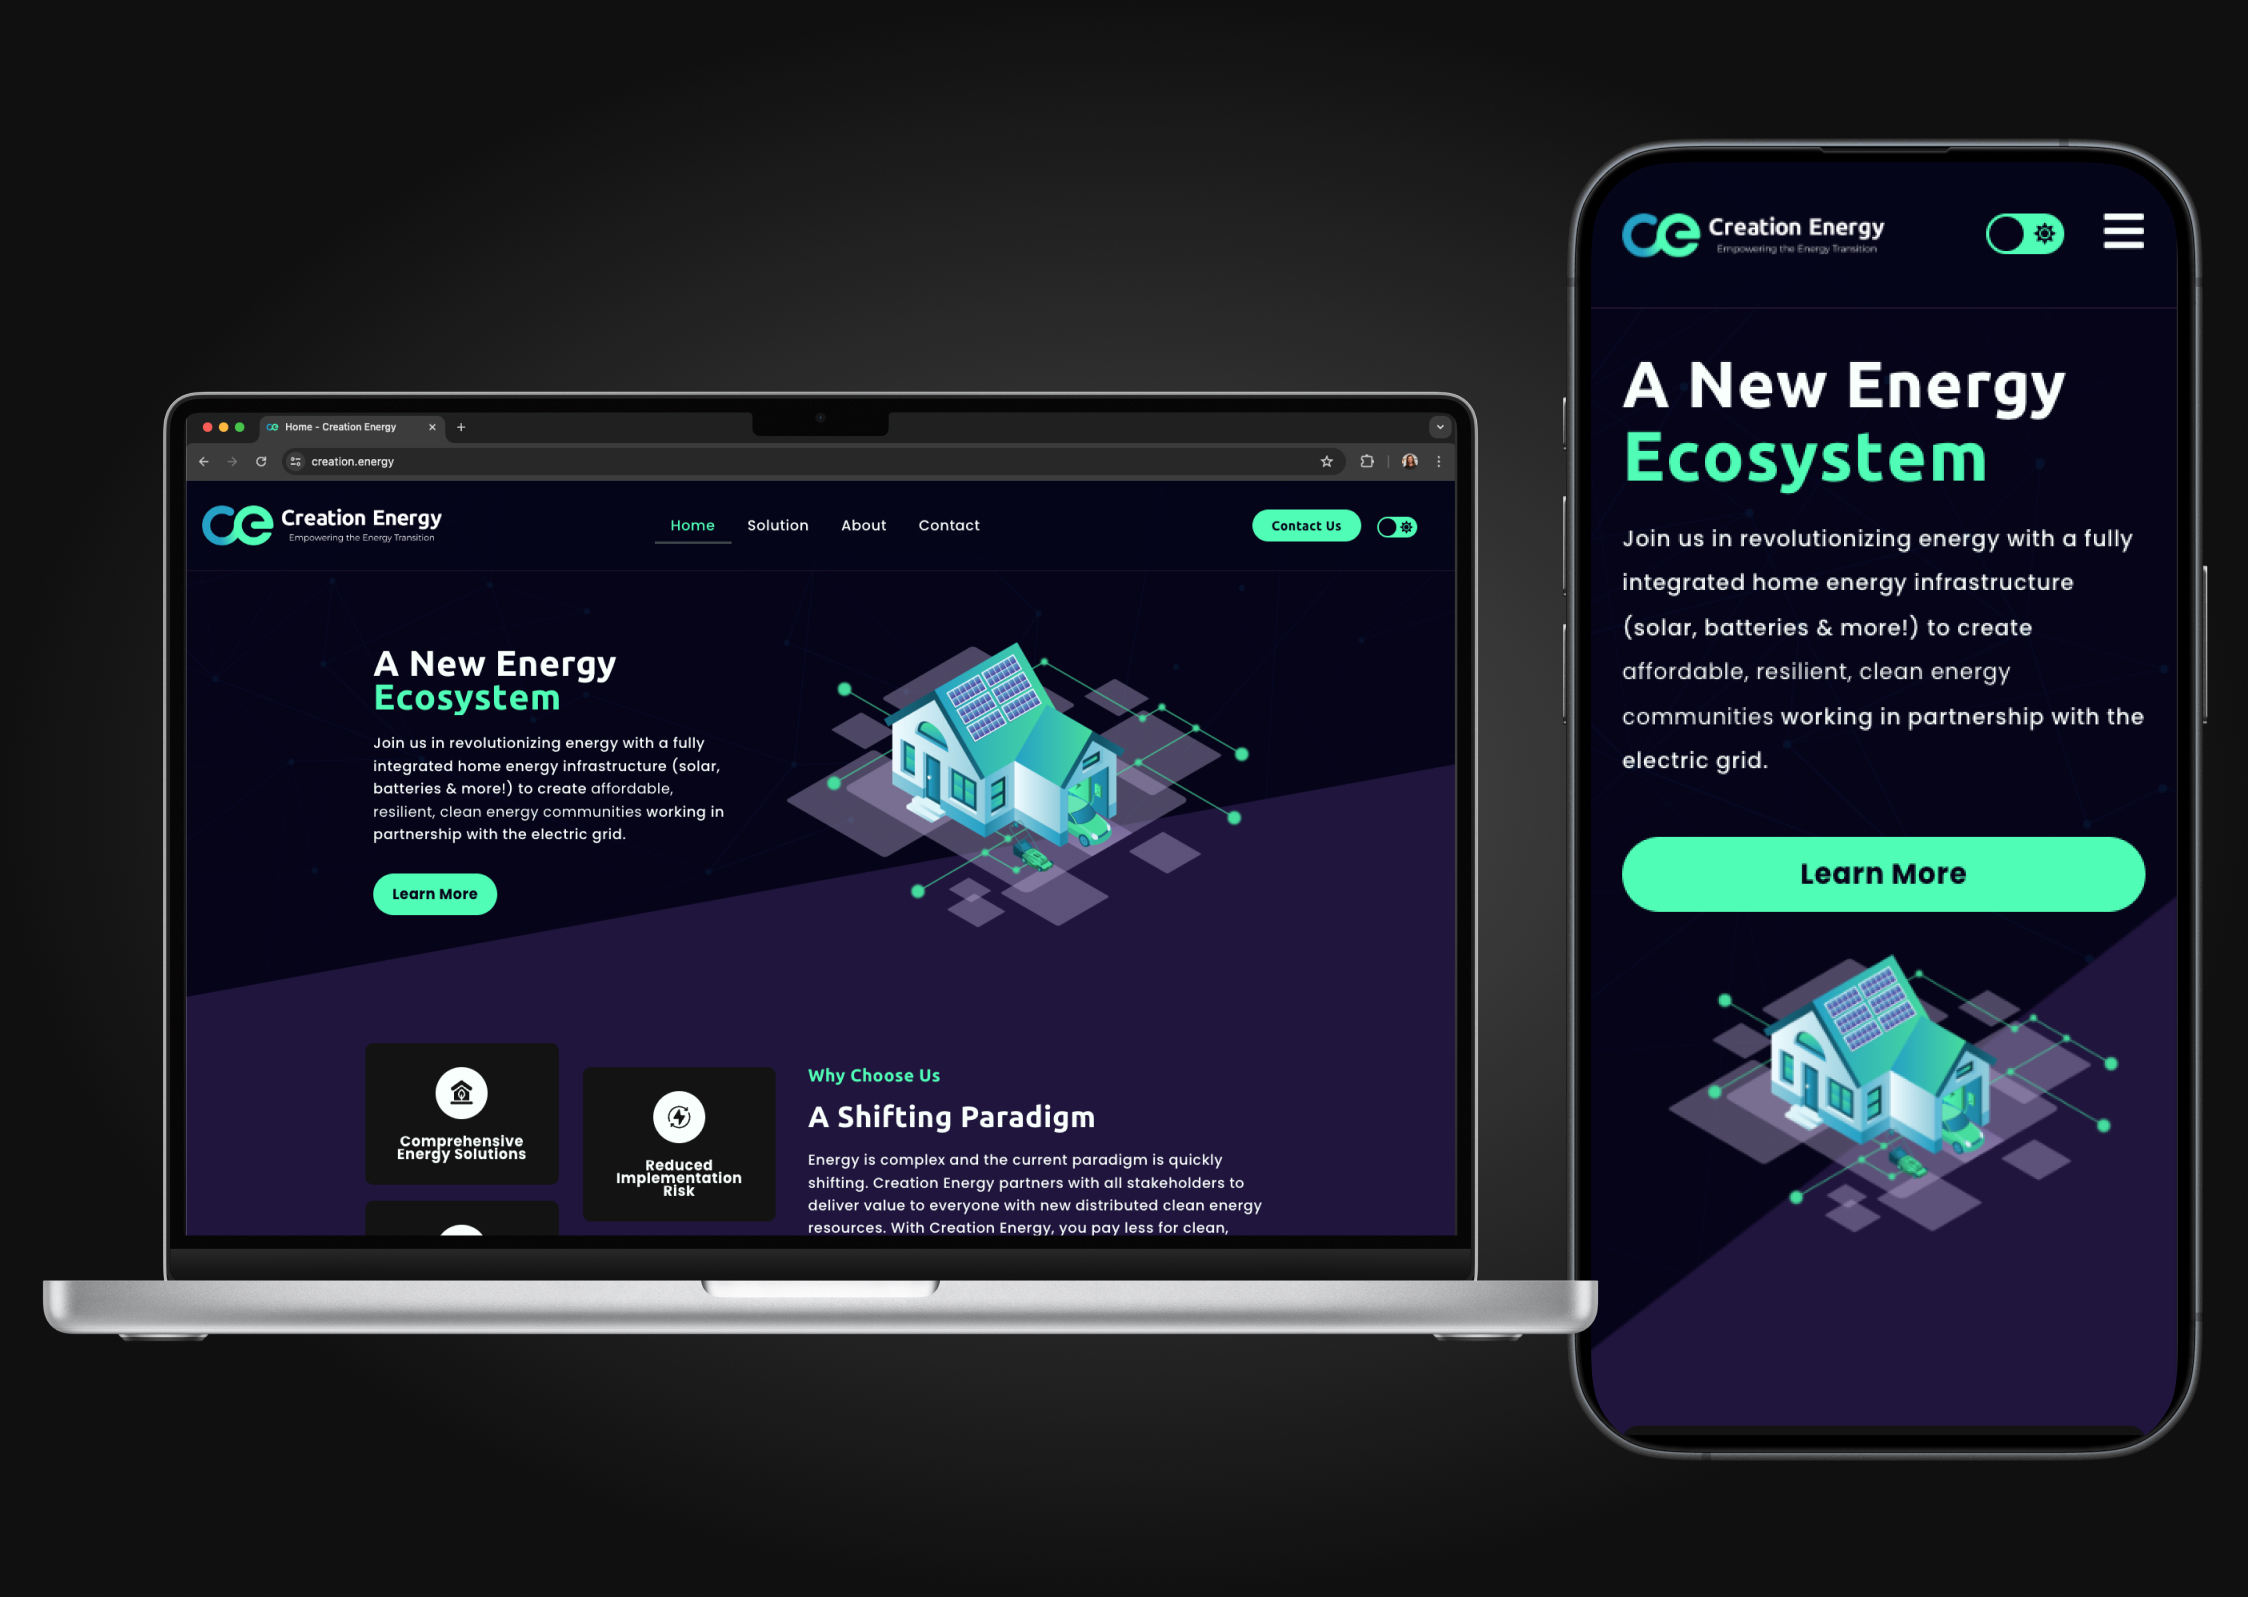 Home - Creation Energy
creation.energy
ce Creation Energy
Empowering the Energy Transition
Home Solution About Contact
Contact Us
A New Energy
Ecosystem
Join us in revolutionizing energy with a fully
integrated home energy infrastructure (solar,
batteries & more!) to create affordable,
resilient, clean energy communities working in
partnership with the electric grid.
Learn More
Comprehensive
Energy Solutions
Reduced
Implementation
Risk
Why Choose Us
A Shifting Paradigm
Energy is complex and the current paradigm is quickly
shifting. Creation Energy partners with all stakeholders to
deliver value to everyone with new distributed clean energy
resources. With Creation Energy, you pay less for clean,
ce Creation Energy
Empowering the Energy Transition
A New Energy
Ecosystem
Join us in revolutionizing energy with a fully
integrated home energy infrastructure
(solar, batteries & more!) to create
affordable, resilient, clean energy
communities working in partnership with the
electric grid.
Learn More